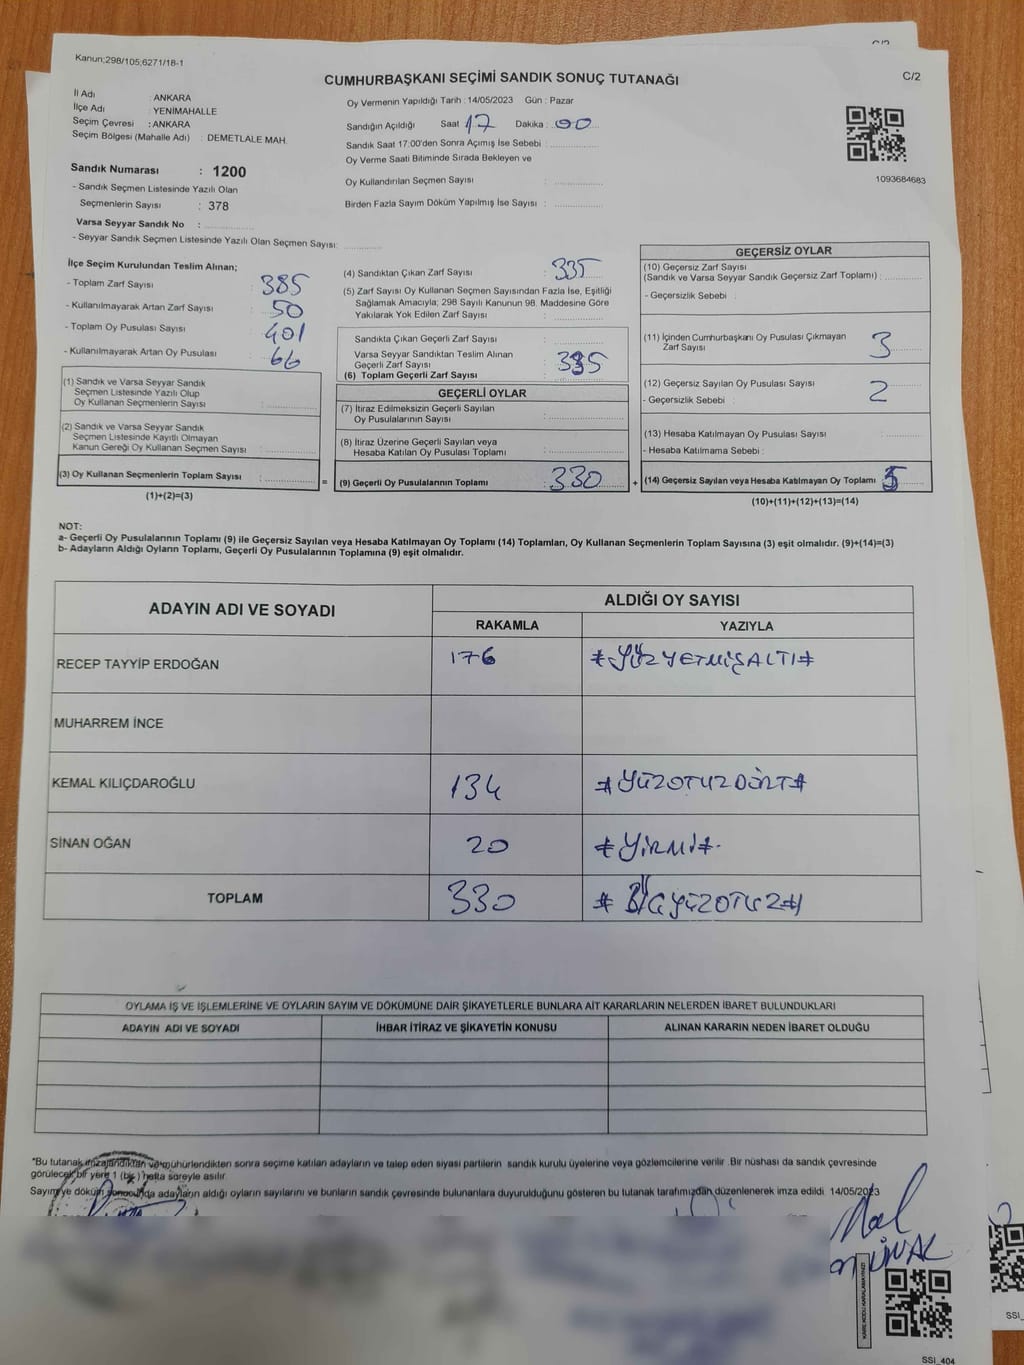 Kanun;298/105;6271/18-1
CUMHURBAŞKANI SEÇİMİ SANDIK SONUÇ TUTANAĞI
C/2
İl Adı : ANKARA
İlçe Adı : YENİMAHALLE
Seçim Çevresi : ANKARA
Seçim Bölgesi (Mahalle Adı) : DEMETLALE MAH.
Oy Vermenin Yapıldığı Tarih : 14/05/2023 Gün : Pazar
Sandığın Açıldığı Saat 17 Dakika : 00
Sandık Saat 17:00'den Sonra Açımış İse Sebebi :
Oy Verme Saati Bitiminde Sırada Bekleyen ve
Oy Kullandırılan Seçmen Sayısı :
Birden Fazla Sayım Döküm Yapılmış İse Sayısı :
1093684683
Sandık Numarası : 1200
- Sandık Seçmen Listesinde Yazılı Olan
Seçmenlerin Sayısı : 378
Varsa Seyyar Sandık No :
- Seyyar Sandık Seçmen Listesinde Yazılı Olan Seçmen Sayısı:
İlçe Seçim Kurulundan Teslim Alınan;
- Toplam Zarf Sayısı : 385
- Kullanılmayarak Artan Zarf Sayısı : 50
- Toplam Oy Pusulası Sayısı : 401
- Kullanılmayarak Artan Oy Pusulası : 66
(1) Sandık ve Varsa Seyyar Sandık
Seçmen Listesinde Yazılı Olup
Oy Kullanan Seçmenlerin Sayısı :
(2) Sandık ve Varsa Seyyar Sandık
Seçmen Listesinde Kayıtlı Olmayan
Kanun Gereği Oy Kullanan Seçmen Sayısı :
(3) Oy Kullanan Seçmenlerin Toplam Sayısı :
(1)+(2)=(3)
(4) Sandıktan Çıkan Zarf Sayısı : 335
(5) Zarf Sayısı Oy Kullanan Seçmen Sayısından Fazla İse, Eşitliği
Sağlamak Amacıyla; 298 Sayılı Kanunun 98. Maddesine Göre
Yakılarak Yok Edilen Zarf Sayısı :
Sandıkta Çıkan Geçerli Zarf Sayısı :
Varsa Seyyar Sandıktan Teslim Alınan
Geçerli Zarf Sayısı :
(6) Toplam Geçerli Zarf Sayısı : 335
GEÇERLİ OYLAR
(7) İtiraz Edilmeksizin Geçerli Sayılan
Oy Pusulalarının Sayısı :
(8) İtiraz Üzerine Geçerli Sayılan veya
Hesaba Katılan Oy Pusulası Toplamı :
= (9) Geçerli Oy Pusulalarının Toplamı : 330
GEÇERSİZ OYLAR
(10) Geçersiz Zarf Sayısı
(Sandık ve Varsa Seyyar Sandık Geçersiz Zarf Toplamı) :
- Geçersizlik Sebebi :
(11) İçinden Cumhurbaşkanı Oy Pusulası Çıkmayan
Zarf Sayısı : 3
(12) Geçersiz Sayılan Oy Pusulası Sayısı : 2
- Geçersizlik Sebebi :
(13) Hesaba Katılmayan Oy Pusulası Sayısı :
- Hesaba Katılmama Sebebi :
+ (14) Geçersiz Sayılan veya Hesaba Katılmayan Oy Toplamı : 5
(10)+(11)+(12)+(13)=(14)
NOT:
a- Geçerli Oy Pusulalarının Toplamı (9) ile Geçersiz Sayılan veya Hesaba Katılmayan Oy Toplamı (14) Toplamları, Oy Kullanan Seçmenlerin Toplam Sayısına (3) eşit olmalıdır. (9)+(14)=(3)
b- Adayların Aldığı Oyların Toplamı, Geçerli Oy Pusulalarının Toplamına (9) eşit olmalıdır.
ADAYIN ADI VE SOYADI
ALDIĞI OY SAYISI
RAKAMLA YAZIYLA
RECEP TAYYİP ERDOĞAN 176 #YÜZYETMİŞALTI#
MUHARREM İNCE
KEMAL KILIÇDAROĞLU 134 #YÜZOTUZDÖRT#
SİNAN OĞAN 20 #YİRMİ#
TOPLAM 330 #ÜÇYÜZOTUZ#
OYLAMA İŞ VE İŞLEMLERİNE VE OYLARIN SAYIM VE DÖKÜMÜNE DAİR ŞİKAYETLERLE BUNLARA AİT KARARLARIN NELERDEN İBARET BULUNDUKLARI
ADAYIN ADI VE SOYADI İHBAR İTİRAZ VE ŞİKAYETİN KONUSU ALINAN KARARIN NEDEN İBARET OLDUĞU
"Bu tutanak imzalandıktan ve mühürlendikten sonra seçime katılan adayların ve talep eden siyasi partilerin sandık kurulu üyelerine veya gözlemcilerine verilir. Bir nüshası da sandık çevresinde
görülecek bir yere 1 (bir) hafta süreyle asılır.
Sayım ve döküm sonucunda adayların aldığı oyların sayılarını ve bunların sandık çevresinde bulunanlara duyurulduğunu gösteren bu tutanak tarafımızdan düzenlenerek imza edildi. 14/05/2023
KAREKODU KARALAMAYINIZ!
SSİ_404
SSİ_